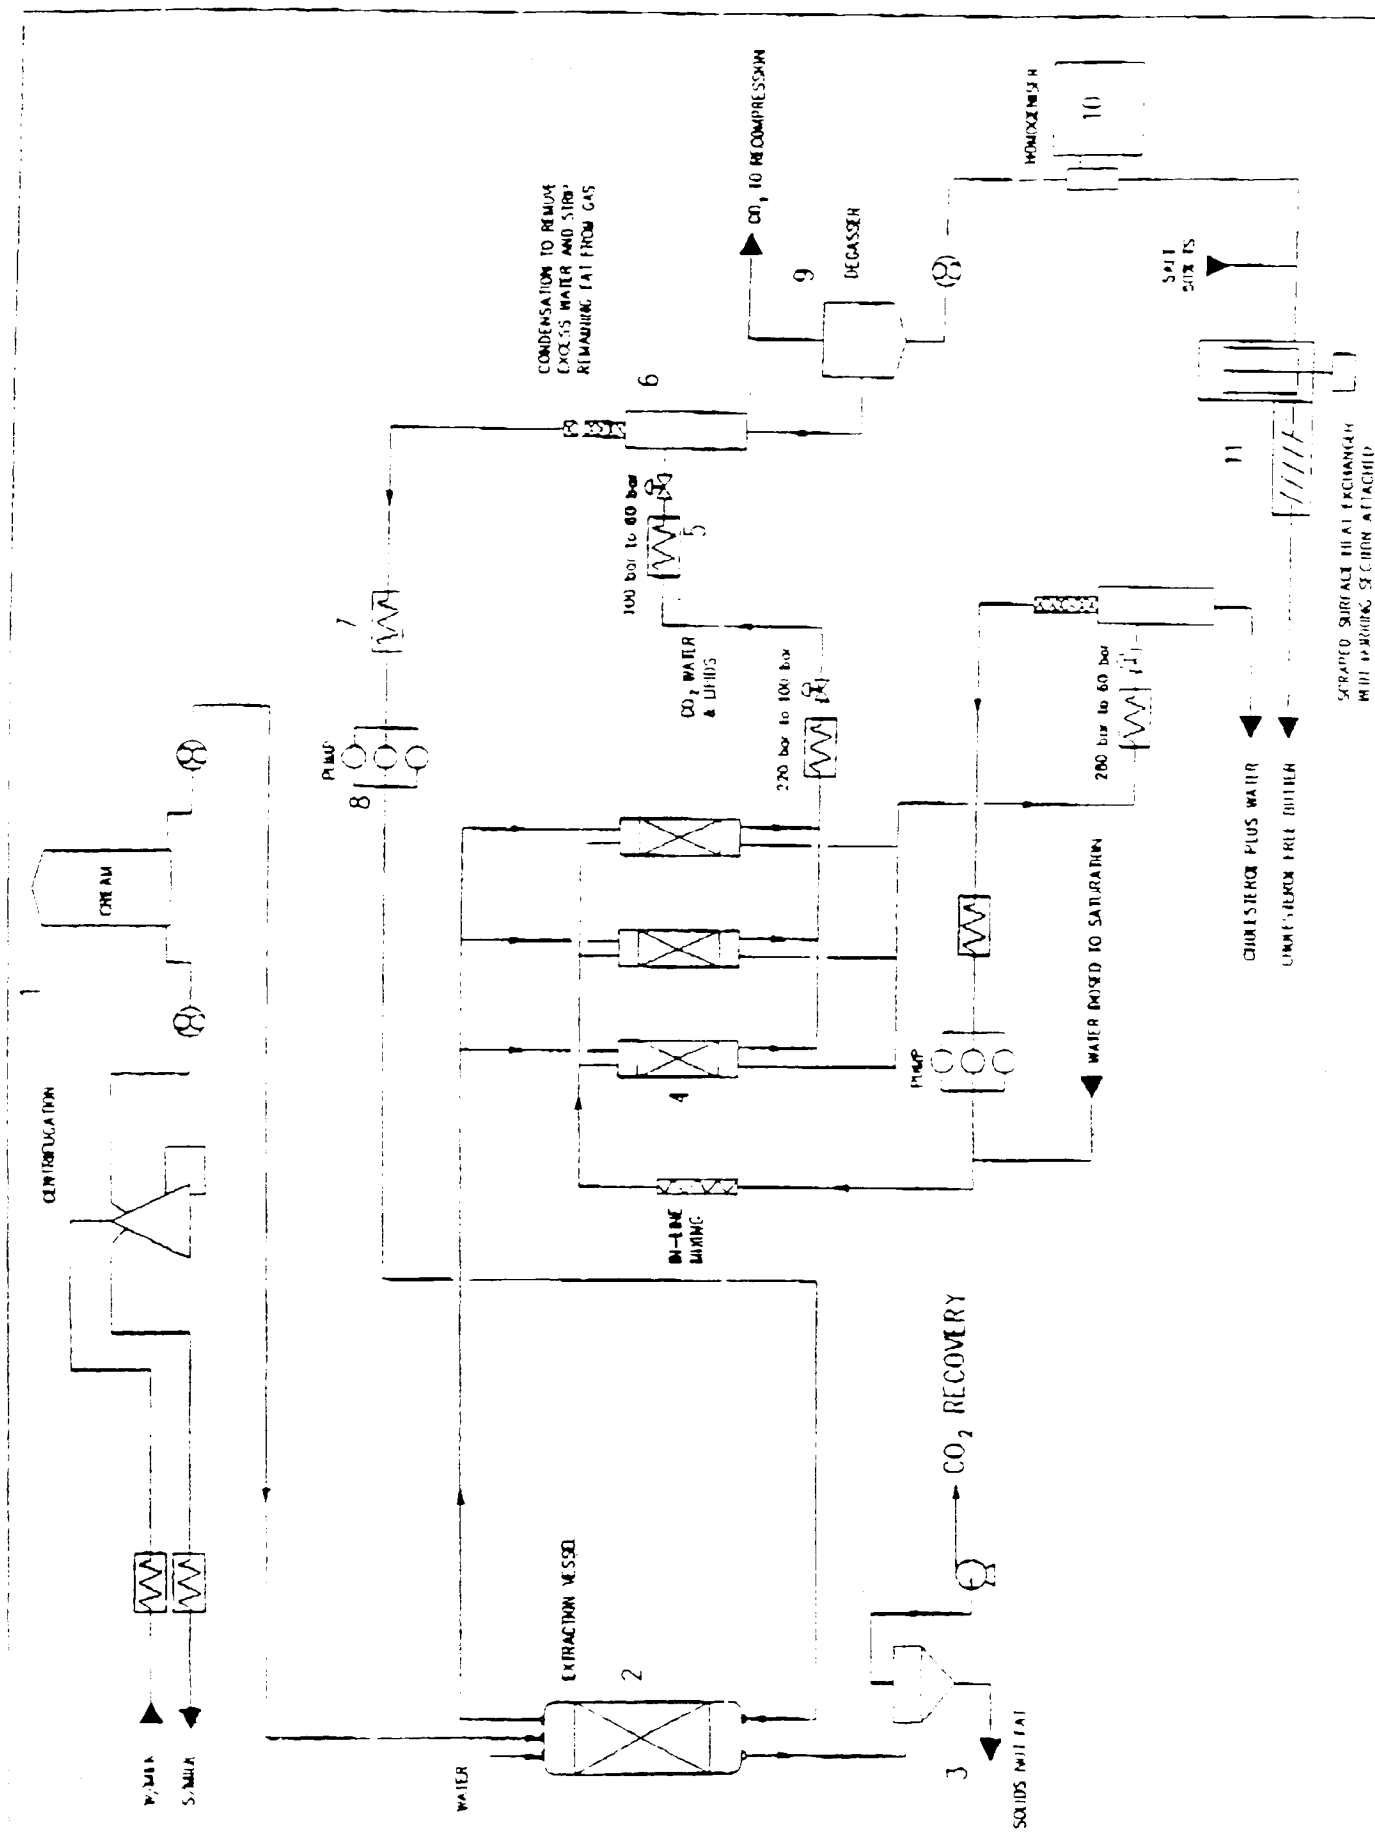 1
CENTRIFUGATION
CREAM
W/MILK
S/MILK
WATER
EXTRACTION VESSEL
2
3
SOLIDS NOT FAT
CO₂ RECOVERY
IN-LINE
MIXING
4
PUMP
WATER DOSED TO SATURATION
PUMP
8
7
220 bar to 100 bar
CO₂ WATER
& LIPIDS
100 bar to 60 bar
5
6
CONDENSATION TO REMOVE
EXCESS WATER AND STRIP
REMAINING FAT FROM GAS
CO₂ TO RECOMPRESSION
9
DEGASSER
HOMOGENISER
10
SALT
11
280 bar to 60 bar
CHOLESTEROL PLUS WATER
CHOLESTEROL FREE BUTTER
SCRAPED SURFACE HEAT EXCHANGER
WITH WORKING SECTION ATTACHED